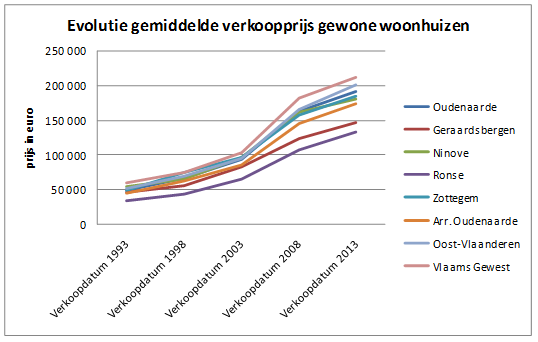 Evolutie gemiddelde verkoopprijs gewone woonhuizen
250 000
200 000
150 000
100 000
50 000
0
prijs in euro
Verkoopdatum 1993
Verkoopdatum 1998
Verkoopdatum 2003
Verkoopdatum 2008
Verkoopdatum 2013
Oudenaarde
Geraardsbergen
Ninove
Ronse
Zottegem
Arr. Oudenaarde
Oost-Vlaanderen
Vlaams Gewest